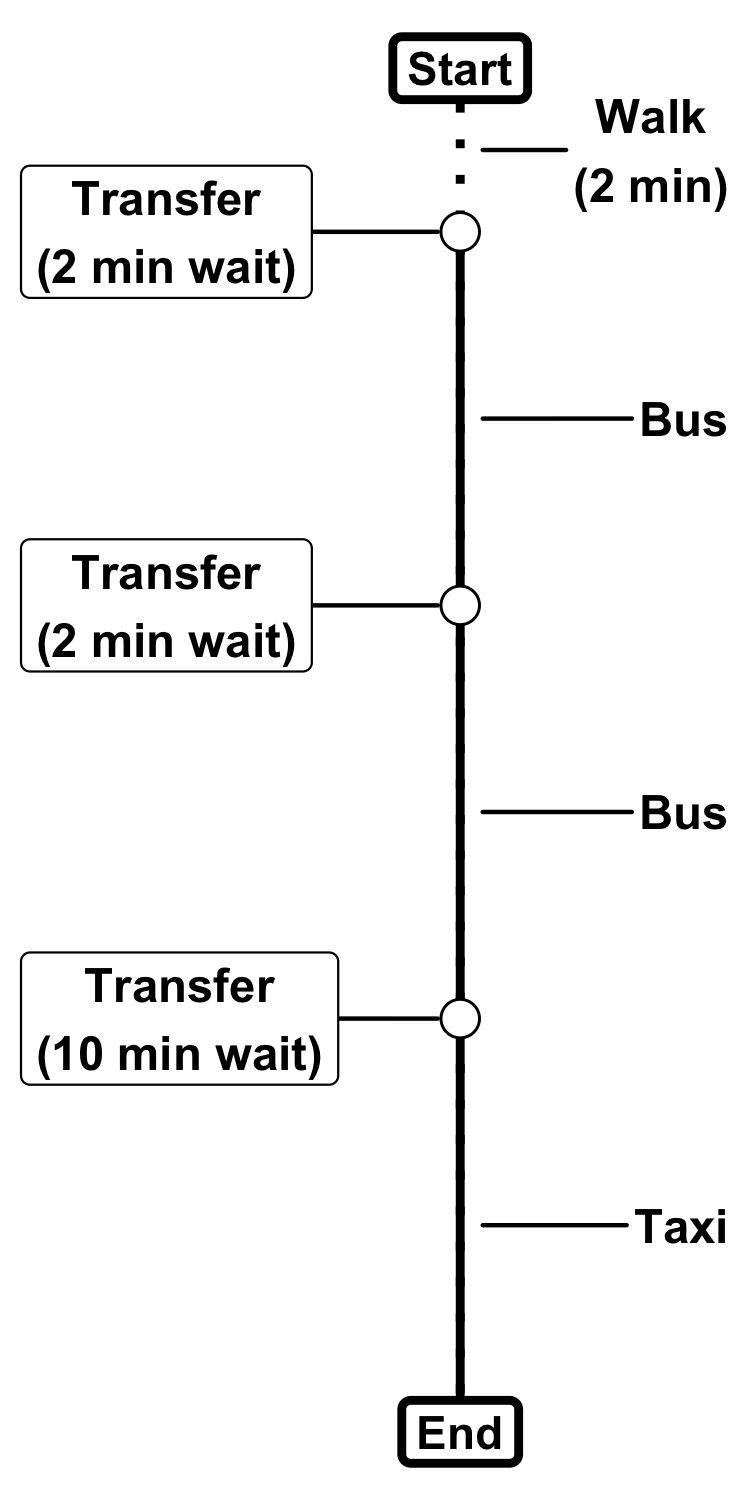 Start
Walk
(2 min)
Transfer
(2 min wait)
Bus
Transfer
(2 min wait)
Bus
Transfer
(10 min wait)
Taxi
End